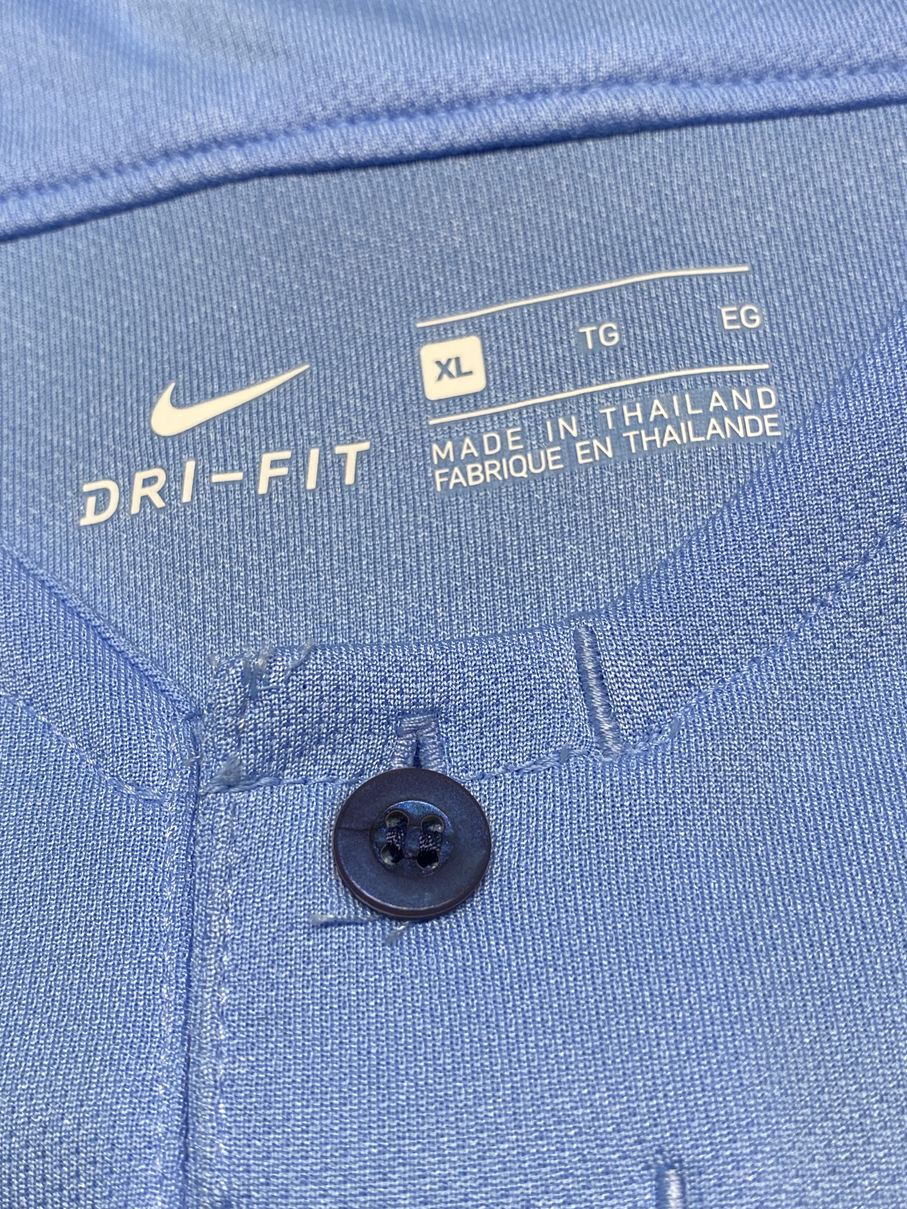 DRI-FIT
XL TG EG
MADE IN THAILAND
FABRIQUE EN THAILANDE